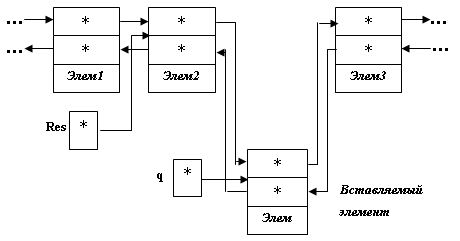 ... * * * ...
... * * * ...
Элем1 Элем2 Элем3
Res *
q * *
* Вставляемый
Элем элемент